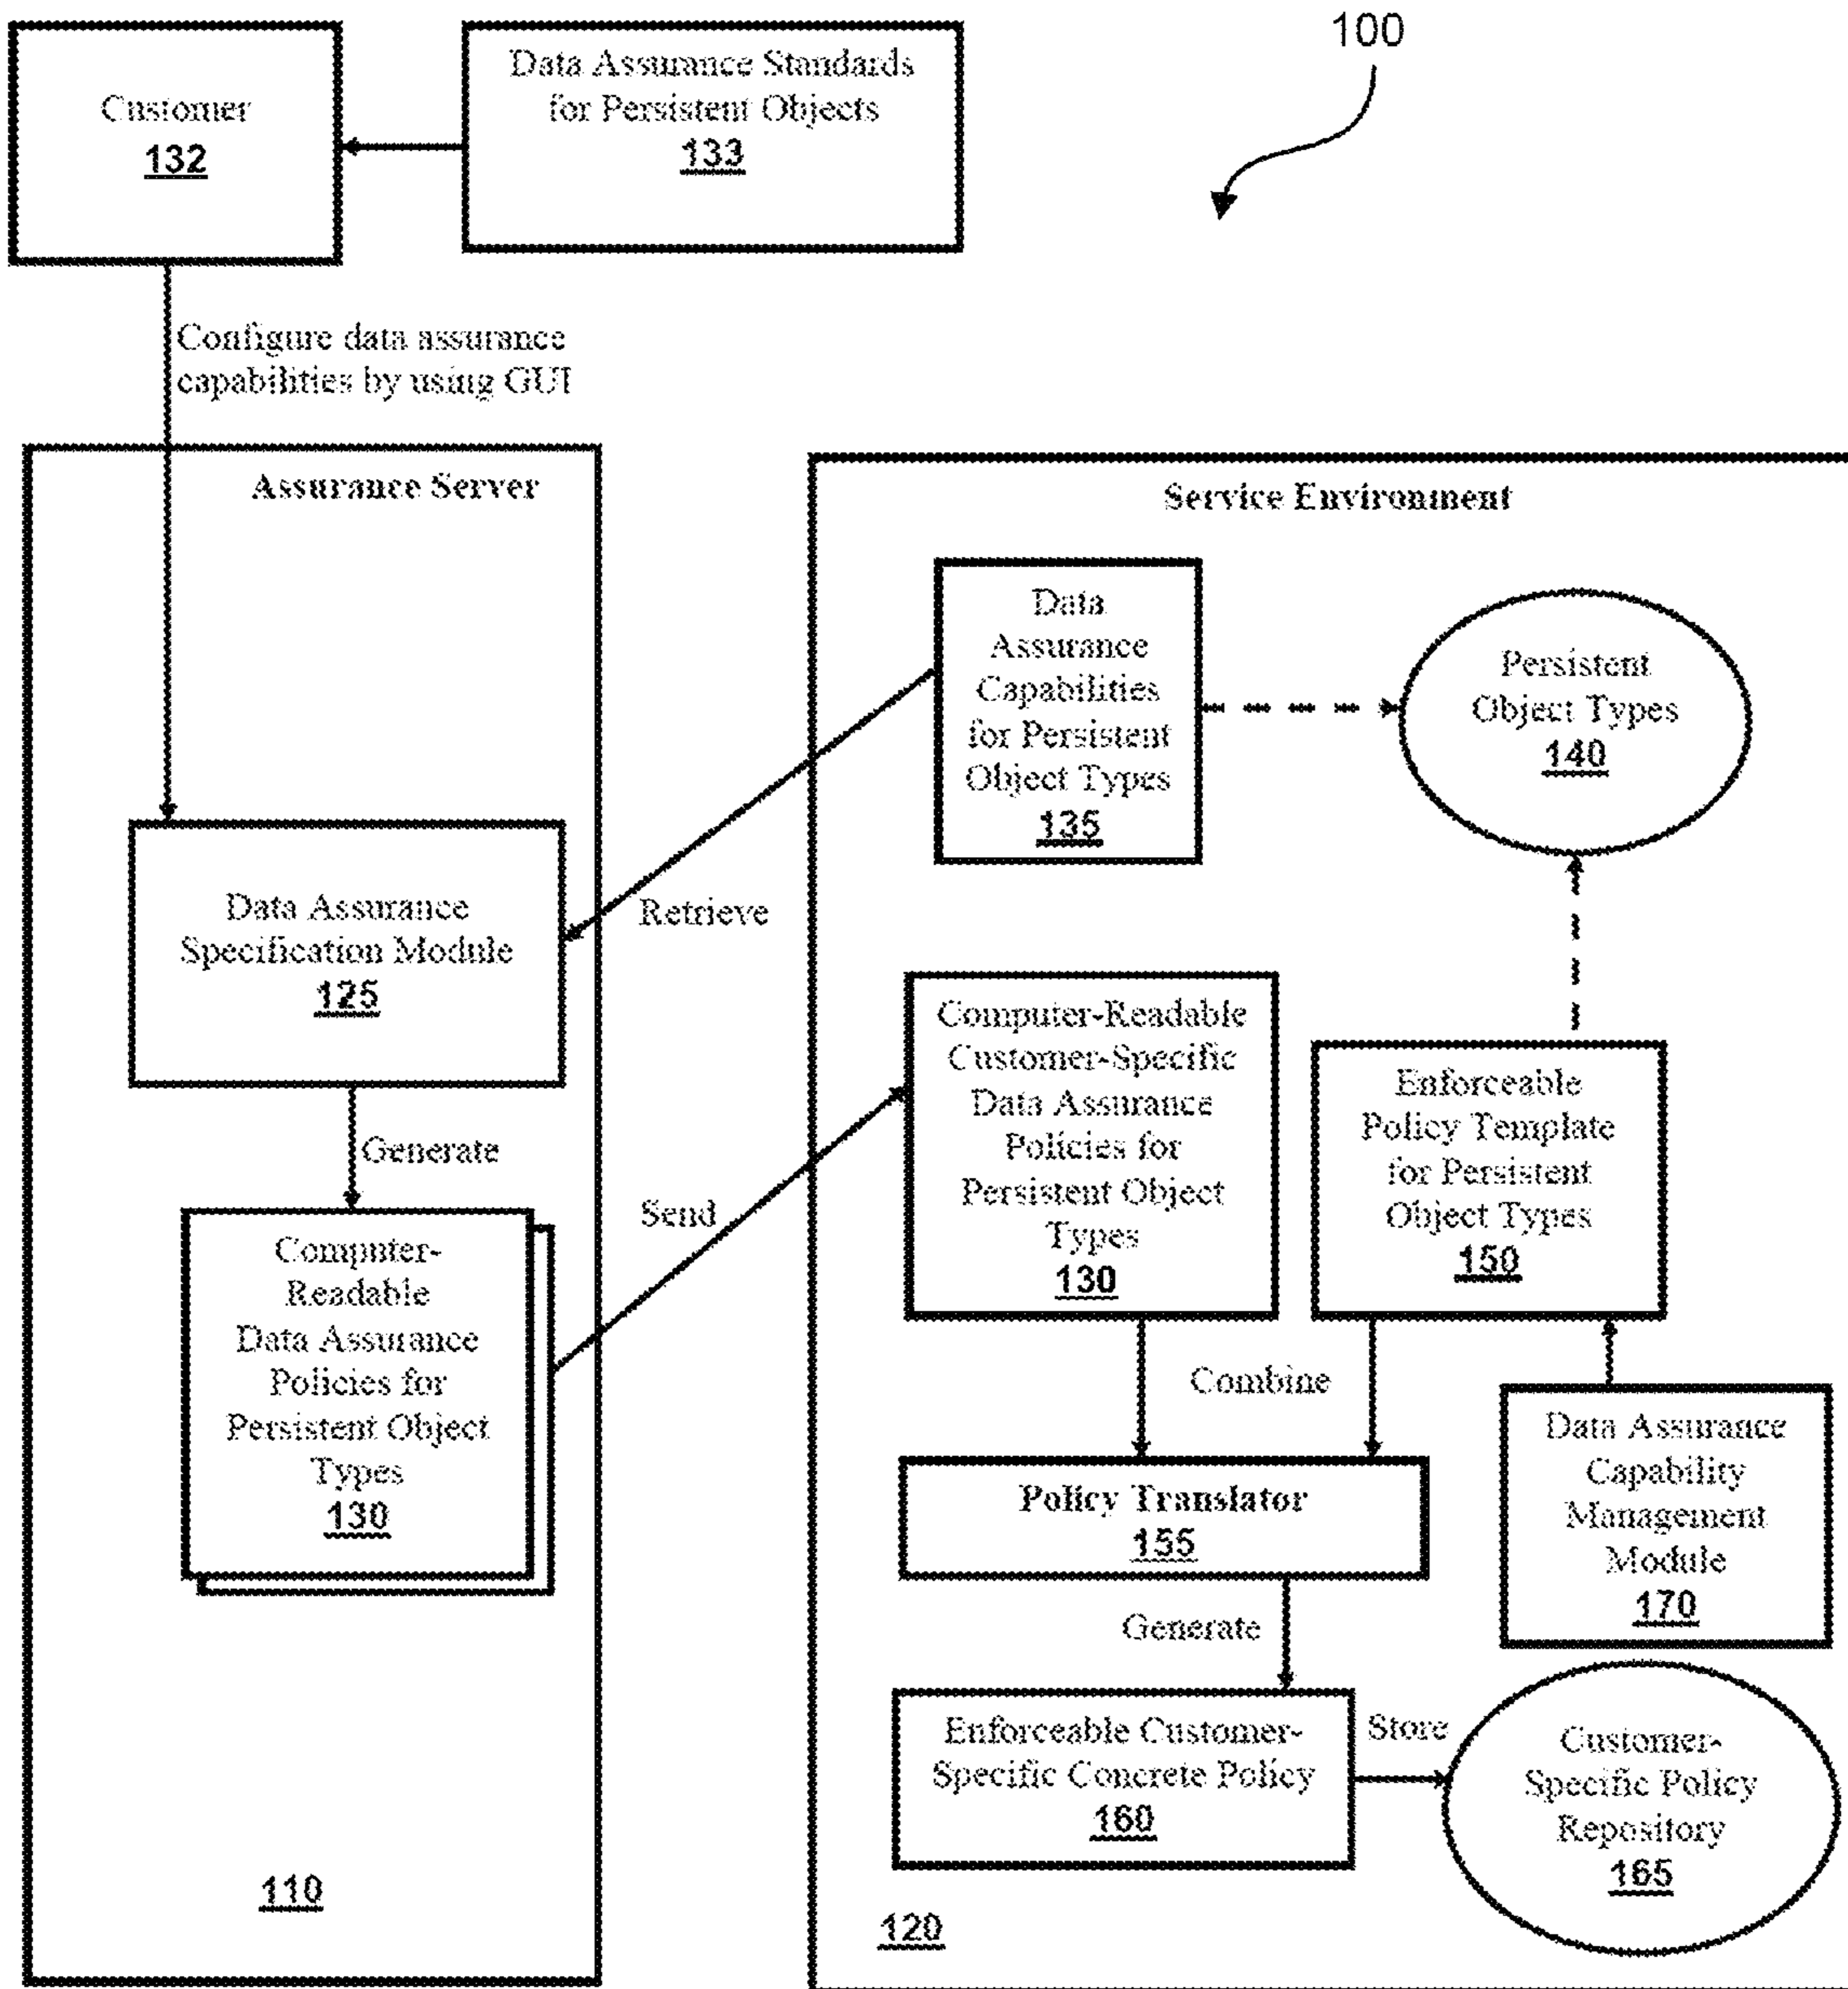 100
Customer
132
Data Assurance Standards
for Persistent Objects
133
Configure data assurance
capabilities by using GUI
Assurance Server
Data Assurance
Specification Module
125
Generate
Computer-
Readable
Data Assurance
Policies for
Persistent Object
Types
130
110
Retrieve
Send
Service Environment
Data
Assurance
Capabilities
for Persistent
Object Types
135
Persistent
Object Types
140
Computer-Readable
Customer-Specific
Data Assurance
Policies for
Persistent Object
Types
130
Enforceable
Policy Template
for Persistent
Object Types
150
Combine
Data Assurance
Capability
Management
Module
170
Policy Translator
155
Generate
Enforceable Customer-
Specific Concrete Policy
160
Store
Customer-
Specific Policy
Repository
165
120